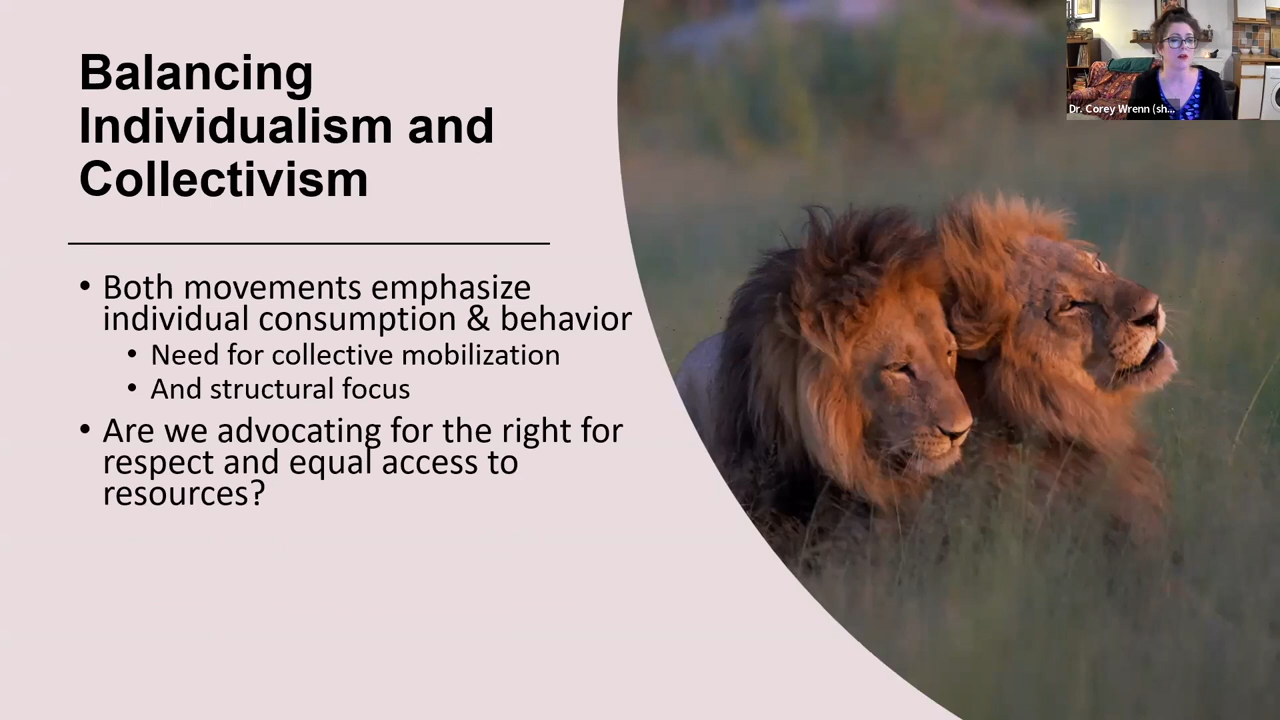 Balancing
Individualism and
Collectivism
• Both movements emphasize
individual consumption & behavior
• Need for collective mobilization
• And structural focus
• Are we advocating for the right for
respect and equal access to
resources?
Dr. Corey Wrenn (sh...